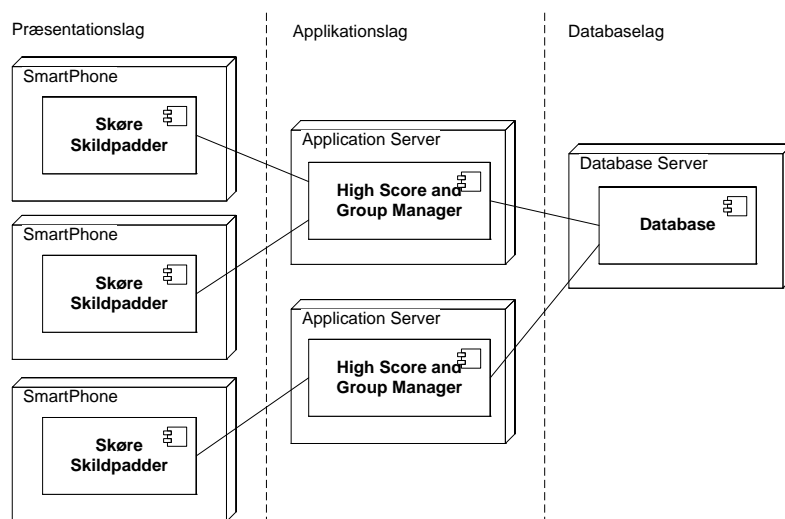 Præsentationslag
Applikationslag
Databaselag
SmartPhone
Skøre
Skildpadder
SmartPhone
Skøre
Skildpadder
SmartPhone
Skøre
Skildpadder
Application Server
High Score and
Group Manager
Application Server
High Score and
Group Manager
Database Server
Database